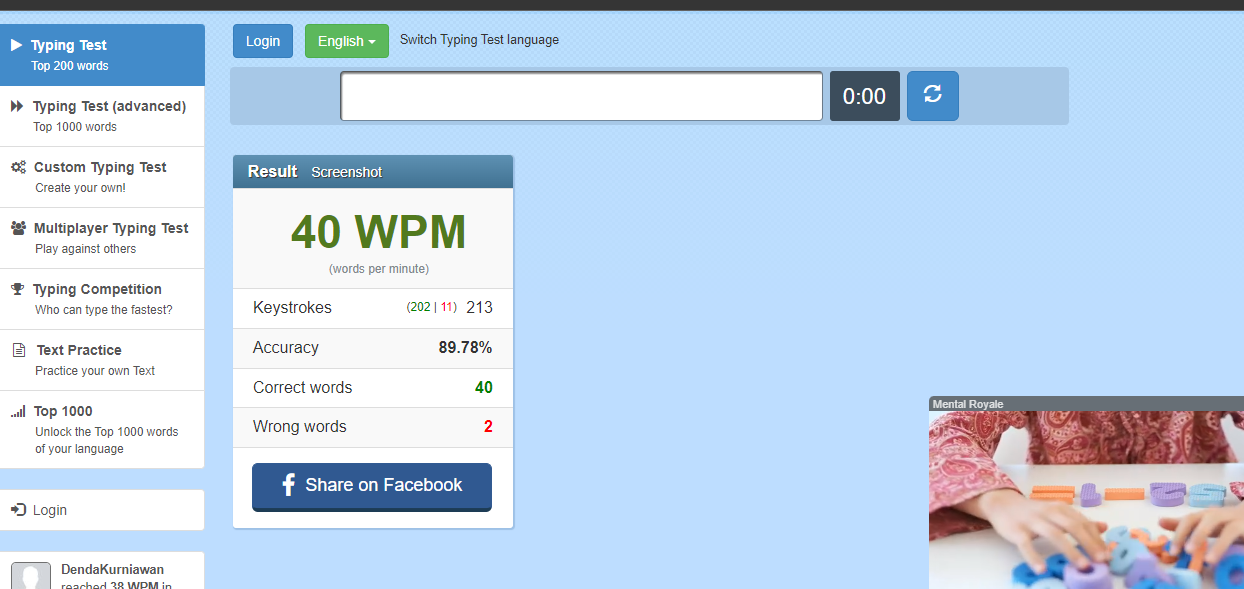 Typing Test
Top 200 words
Typing Test (advanced)
Top 1000 words
Custom Typing Test
Create your own!
Multiplayer Typing Test
Play against others
Typing Competition
Who can type the fastest?
Text Practice
Practice your own Text
Top 1000
Unlock the Top 1000 words
of your language
Login
DendaKurniawan
reached 38 WPM in
Login English Switch Typing Test language
0:00
Result Screenshot
40 WPM
(words per minute)
Keystrokes (202 | 11) 213
Accuracy 89.78%
Correct words 40
Wrong words 2
Share on Facebook
Mental Royale